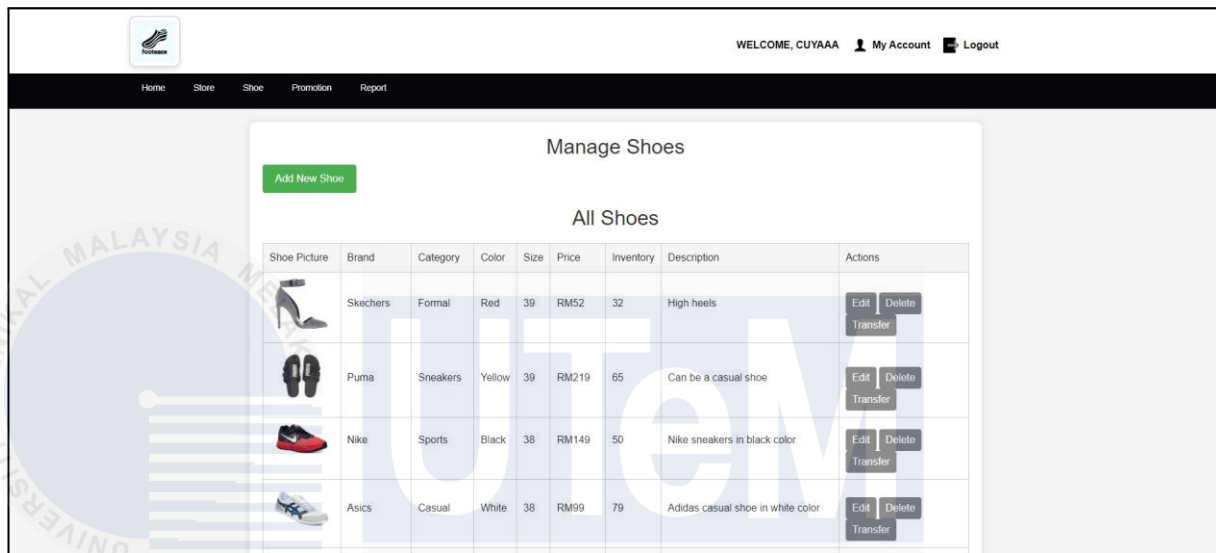 footease
WELCOME, CUYAAA My Account Logout
Home Store Shoe Promotion Report
Manage Shoes
Add New Shoe
All Shoes
Shoe Picture Brand Category Color Size Price Inventory Description Actions
Skechers Formal Red 39 RM52 32 High heels Edit Delete
Transfer
Puma Sneakers Yellow 39 RM219 65 Can be a casual shoe Edit Delete
Transfer
Nike Sports Black 38 RM149 50 Nike sneakers in black color Edit Delete
Transfer
Asics Casual White 38 RM99 79 Adidas casual shoe in white color Edit Delete
Transfer
MALAYSIA
UTeM